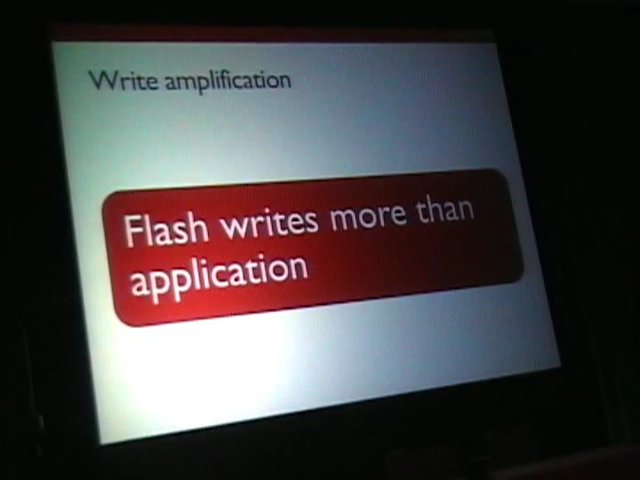 Write amplification
Flash writes more than
application